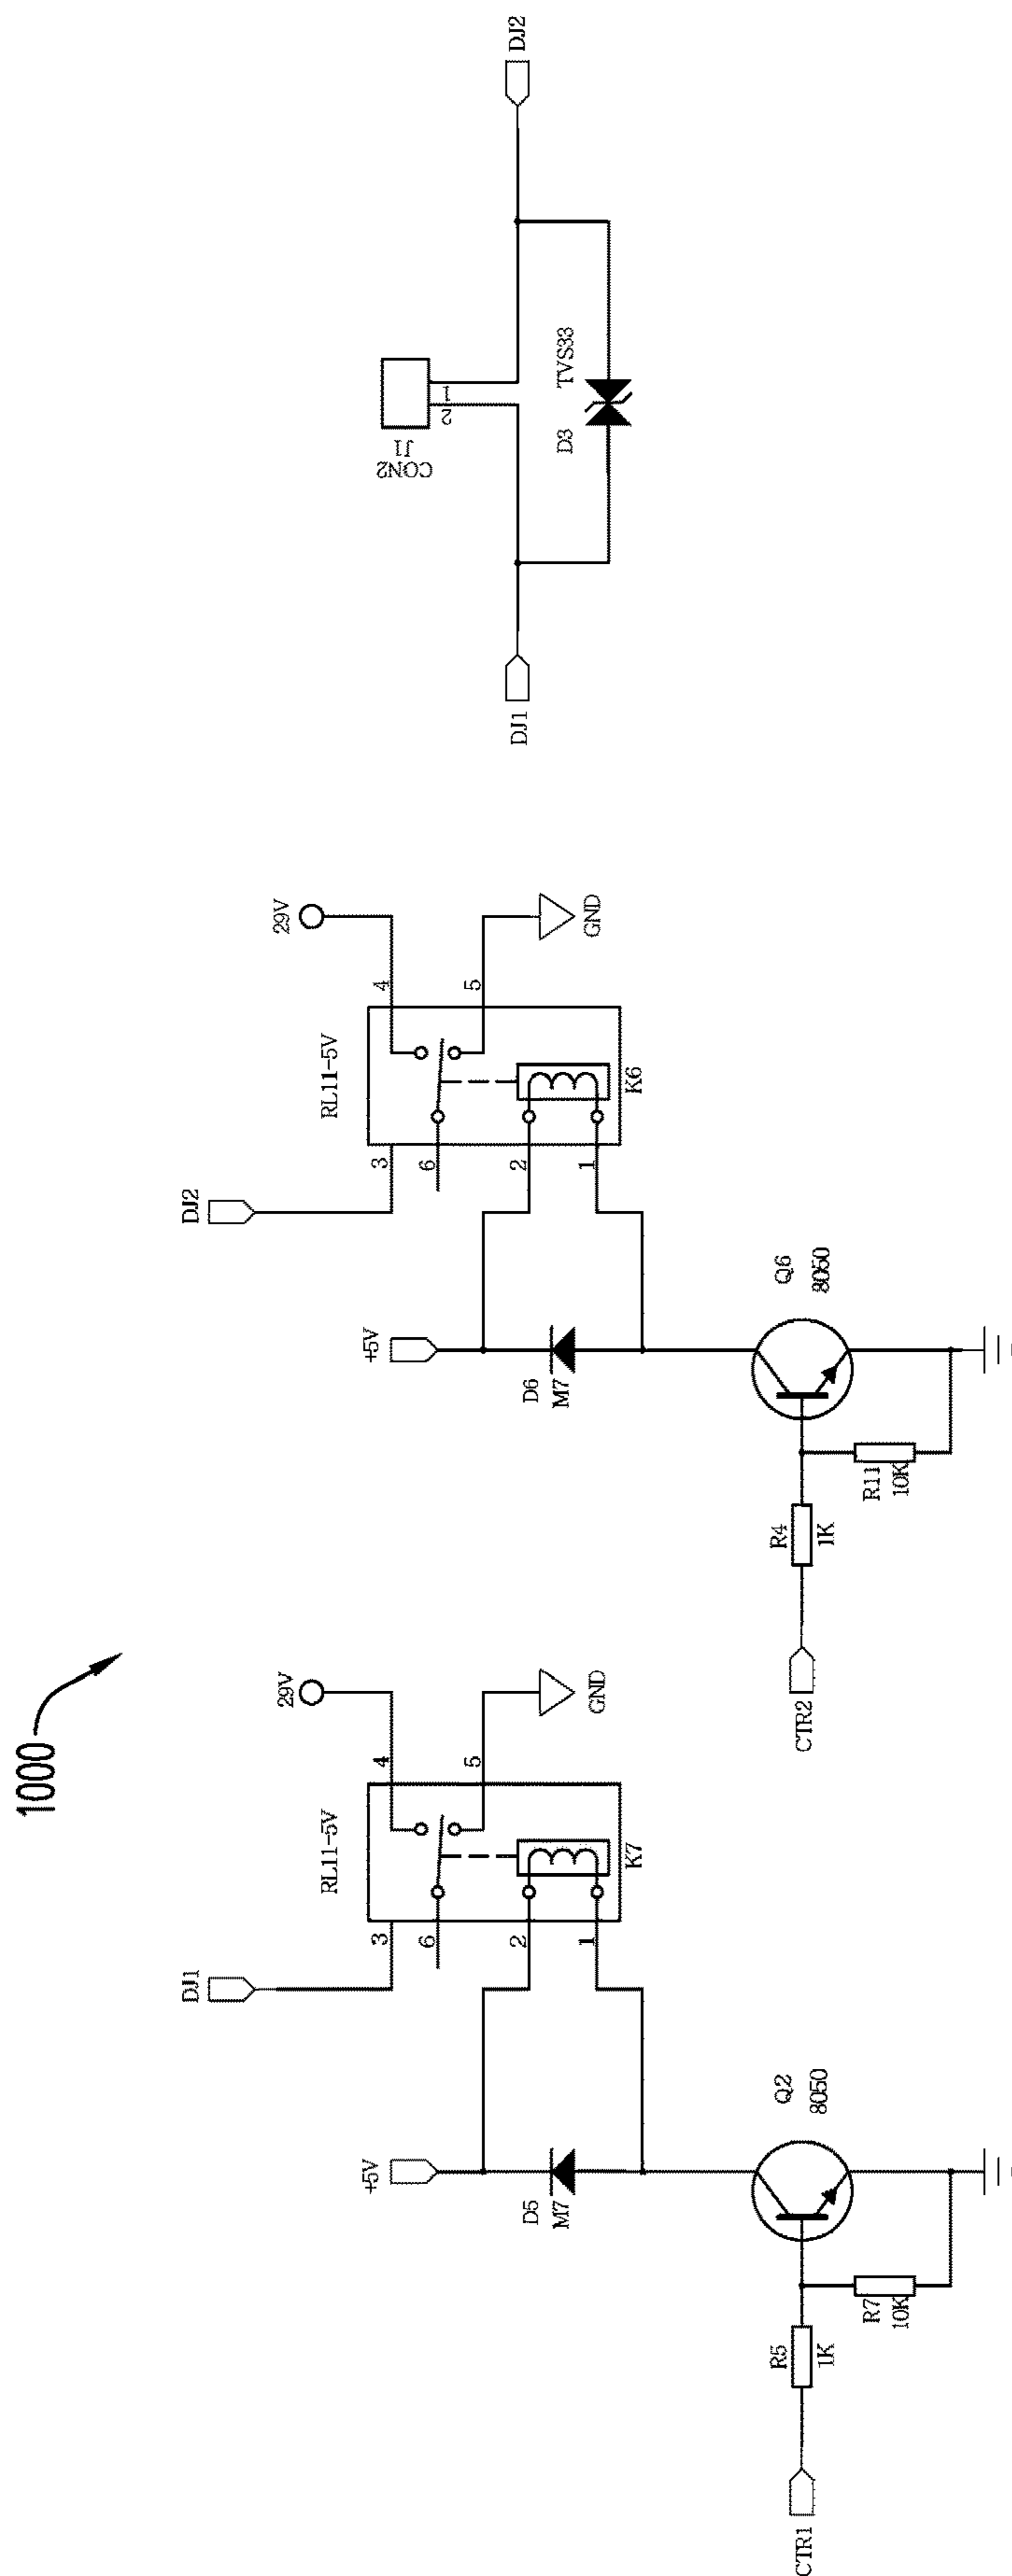 1000
DJ1
RL11-5V
29V
3
4
6
5
2
1
K7
GND
+5V
D5
M7
Q2
8050
R5
1K
R7
10K
CTR1
DJ2
RL11-5V
29V
3
4
6
5
2
1
K6
GND
+5V
D6
M7
Q6
8050
R4
1K
R11
10K
CTR2
CON2
J1
2
1
DJ1
DJ2
D3
TVS33